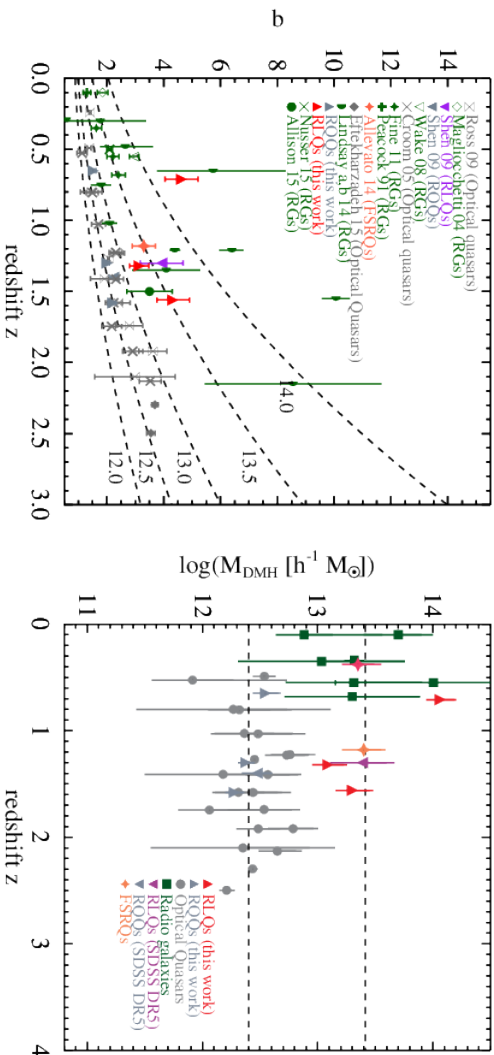 b
14
12
10
8
6
4
2
0.0
0.5
1.0
1.5
2.0
2.5
3.0
redshift z
Ross 09 (Optical quasars)
Magliocchetti 04 (RGs)
Shen 09 (RLQs)
Shen 09 (RQQs)
Wake 08 (RGs)
Croom 05 (Optical quasars)
Fine 11 (RGs)
Peacock 91 (RGs)
Allevato 14 (FSRQs)
Eftekharzadeh 15 (Optical Quasars)
Lindsay a,b 14 (RGs)
RQQs (this work)
RLQs (this work)
Nusser 15 (RGs)
Allison 15 (RGs)
14.0
13.5
13.0
12.5
12.0
log(M_DMH [h⁻¹ M_⊙])
14
13
12
11
0
1
2
3
4
redshift z
RLQs (this work)
RQQs (this work)
Optical Quasars
Radio galaxies
RLQs (SDSS DR5)
RQQs (SDSS DR5)
FSRQs